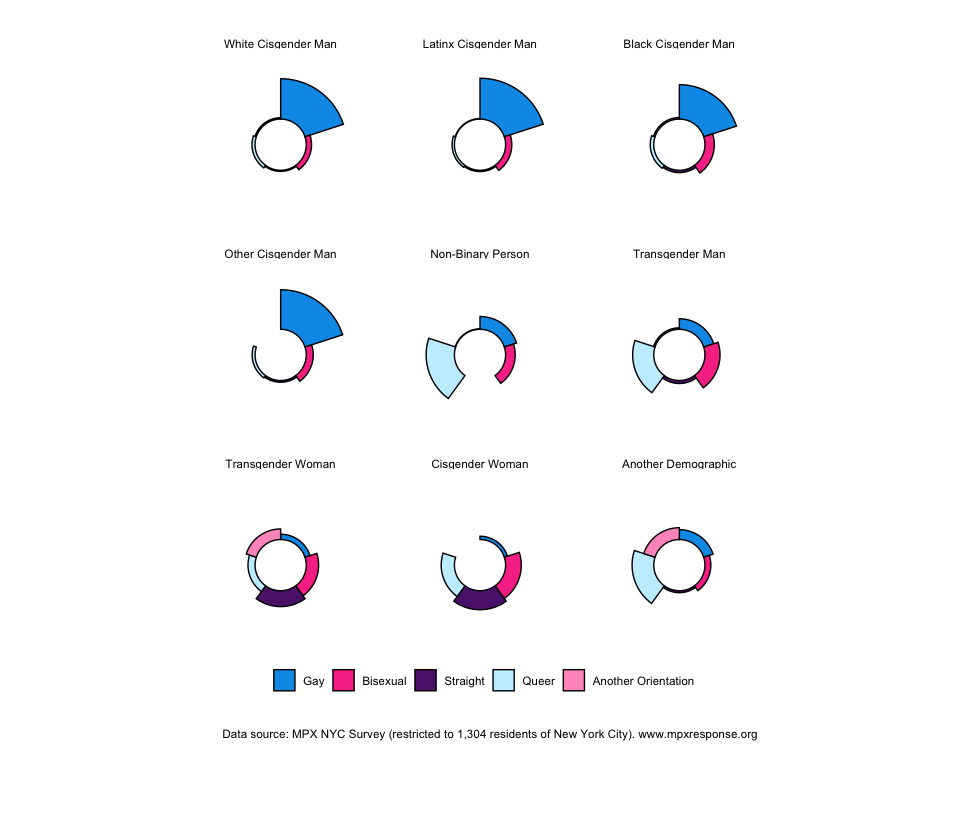 White Cisgender Man
Latinx Cisgender Man
Black Cisgender Man
Other Cisgender Man
Non-Binary Person
Transgender Man
Transgender Woman
Cisgender Woman
Another Demographic
Gay
Bisexual
Straight
Queer
Another Orientation
Data source: MPX NYC Survey (restricted to 1,304 residents of New York City). www.mpxresponse.org